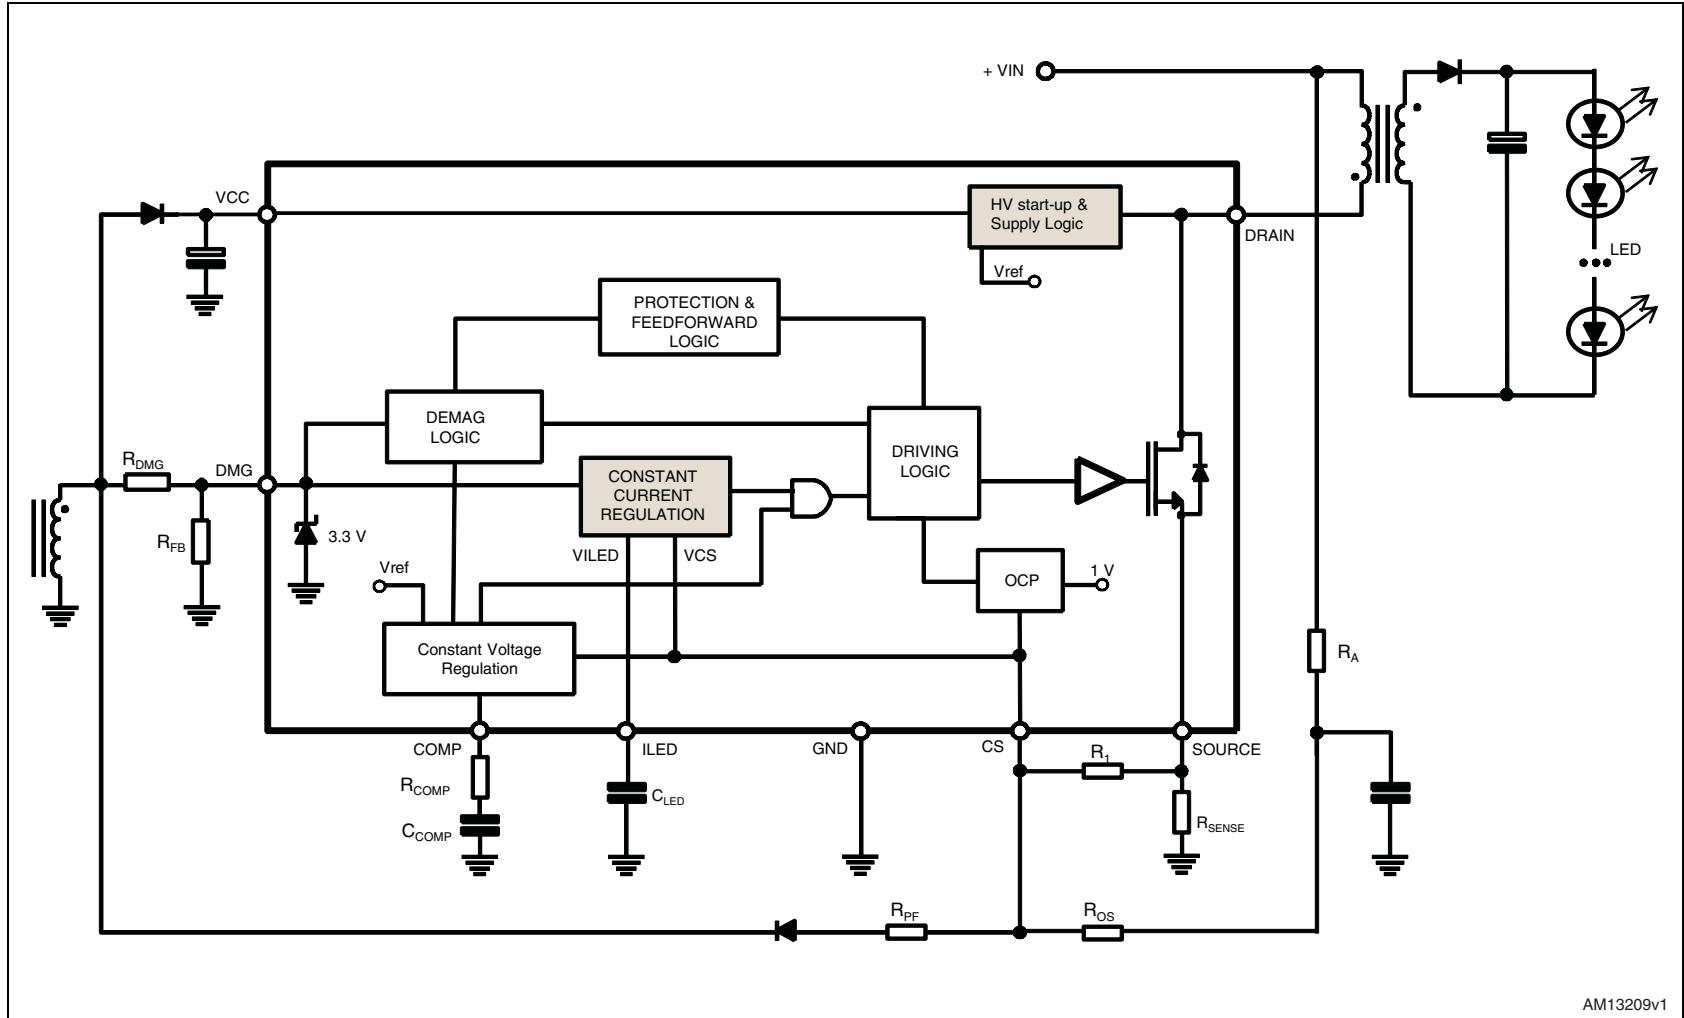 + VIN
VCC
HV start-up &
Supply Logic
DRAIN
LED
Vref
PROTECTION &
FEEDFORWARD
LOGIC
DEMAG
LOGIC
DRIVING
LOGIC
RDMG
DMG
CONSTANT
CURRENT
REGULATION
RFB
3.3 V
VILED
VCS
Vref
OCP
1 V
Constant Voltage
Regulation
RA
COMP
ILED
GND
CS
SOURCE
R1
RCOMP
CLED
RSENSE
CCOMP
RPF
ROS
AM13209v1